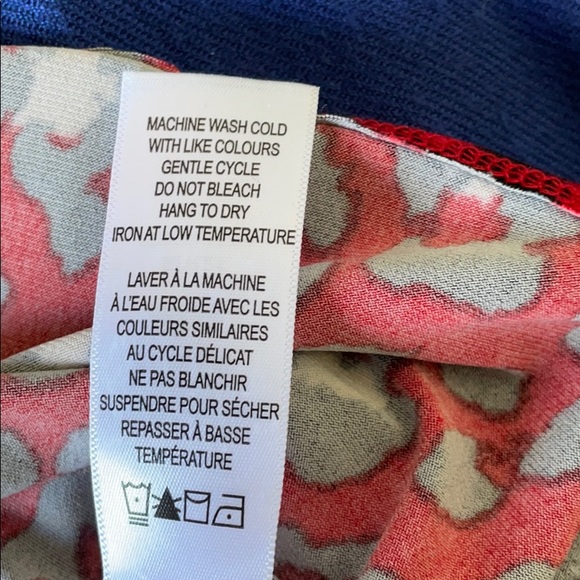 MACHINE WASH COLD
WITH LIKE COLOURS
GENTLE CYCLE
DO NOT BLEACH
HANG TO DRY
IRON AT LOW TEMPERATURE
LAVER À LA MACHINE
À L'EAU FROIDE AVEC LES
COULEURS SIMILAIRES
AU CYCLE DÉLICAT
NE PAS BLANCHIR
SUSPENDRE POUR SÉCHER
REPASSER À BASSE
TEMPÉRATURE